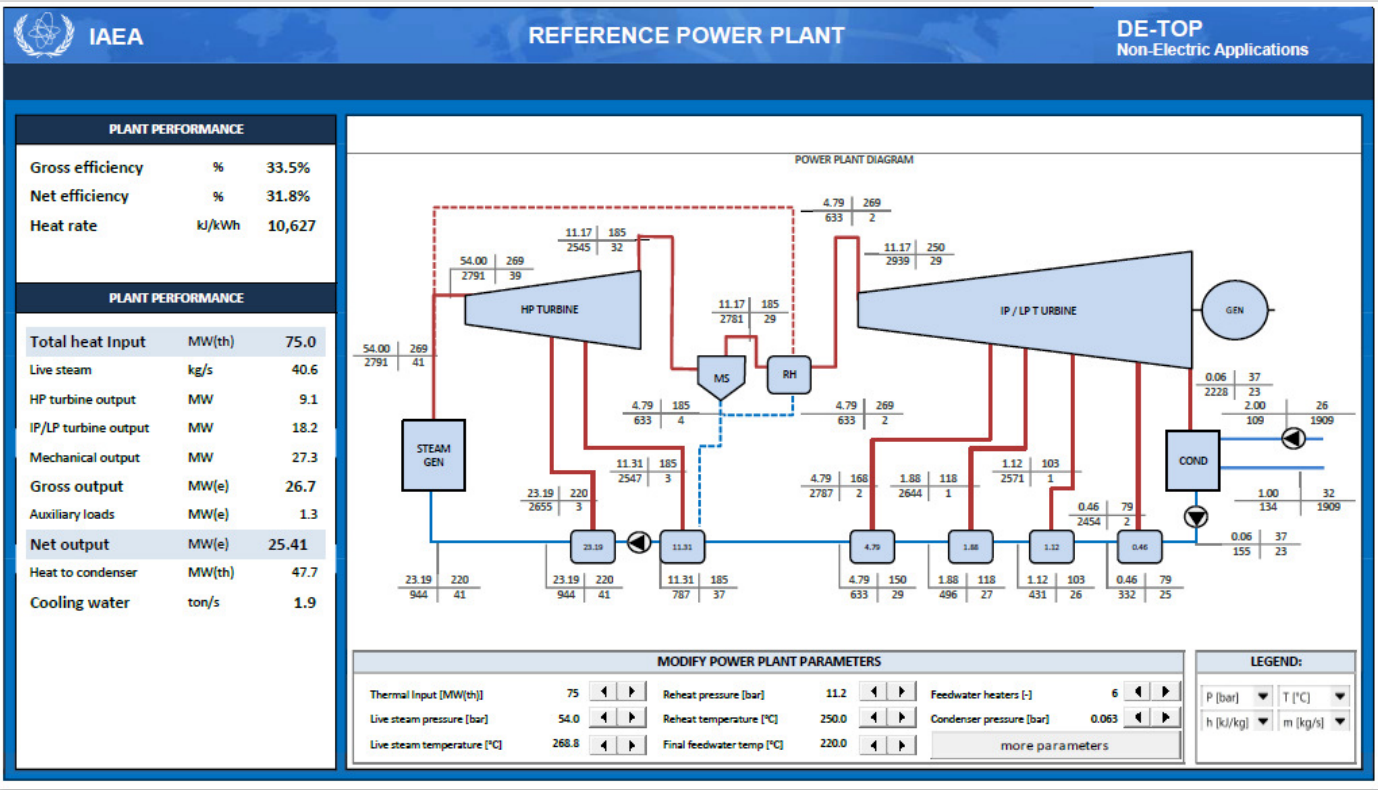 IAEA
REFERENCE POWER PLANT
DE-TOP
Non-Electric Applications
PLANT PERFORMANCE
Gross efficiency % 33.5%
Net efficiency % 31.8%
Heat rate kJ/kWh 10,627
PLANT PERFORMANCE
Total heat Input MW(th) 75.0
Live steam kg/s 40.6
HP turbine output MW 9.1
IP/LP turbine output MW 18.2
Mechanical output MW 27.3
Gross output MW(e) 26.7
Auxiliary loads MW(e) 1.3
Net output MW(e) 25.41
Heat to condenser MW(th) 47.7
Cooling water ton/s 1.9
POWER PLANT DIAGRAM
4.79 269
633 2
11.17 185
2545 32
11.17 250
2939 29
54.00 269
2791 39
HP TURBINE
11.17 185
2781 29
IP / LP TURBINE
GEN
54.00 269
2791 41
MS
RH
0.06 37
2228 23
4.79 185
633 4
4.79 269
633 2
2.00 26
109 1909
STEAM
GEN
COND
11.31 185
2547 3
4.79 168
2787 2
1.88 118
2644 1
1.12 103
2571 1
23.19 220
2655 3
0.46 79
2454 2
1.00 32
134 1909
23.19
11.31
4.79
1.88
1.12
0.46
0.06 37
155 23
23.19 220
944 41
23.19 220
944 41
11.31 185
787 37
4.79 150
633 29
1.88 118
496 27
1.12 103
431 26
0.46 79
332 25
MODIFY POWER PLANT PARAMETERS
Thermal Input [MW(th)] 75
Reheat pressure [bar] 11.2
Feedwater heaters [-] 6
Live steam pressure [bar] 54.0
Reheat temperature [°C] 250.0
Condenser pressure [bar] 0.063
Live steam temperature [°C] 268.8
Final feedwater temp [°C] 220.0
more parameters
LEGEND:
P [bar] T [°C]
h [kJ/kg] m [kg/s]